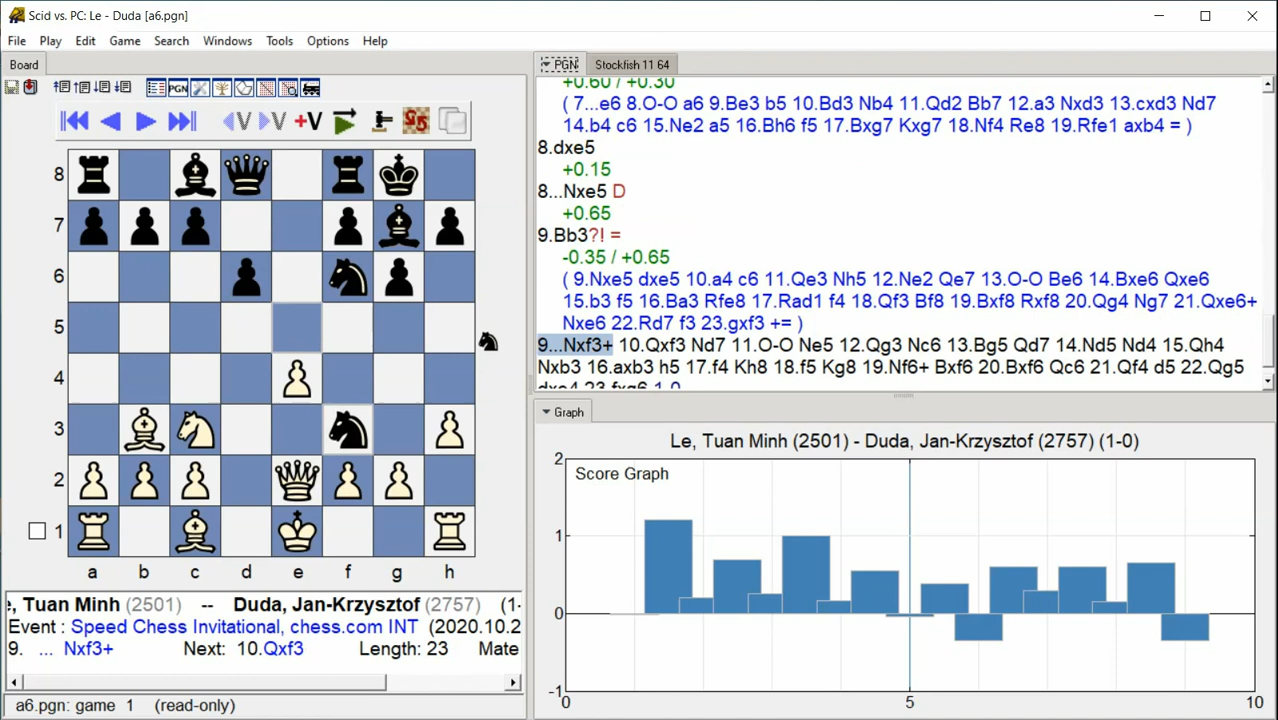 Scid vs. PC: Le - Duda [a6.pgn]
File Play Edit Game Search Windows Tools Options Help
Board
PGN
V V +V
8
7
6
5
4
3
2
1
a b c d e f g h
, Tuan Minh (2501) -- Duda, Jan-Krzysztof (2757) (1-
Event : Speed Chess Invitational, chess.com INT (2020.10.2
9. ... Nxf3+ Next: 10.Qxf3 Length: 23 Mate
a6.pgn: game 1 (read-only)
PGN Stockfish 11 64
+0.60 / +0.30
( 7...e6 8.O-O a6 9.Be3 b5 10.Bd3 Nb4 11.Qd2 Bb7 12.a3 Nxd3 13.cxd3 Nd7
14.b4 c6 15.Ne2 a5 16.Bh6 f5 17.Bxg7 Kxg7 18.Nf4 Re8 19.Rfe1 axb4 = )
8.dxe5
+0.15
8...Nxe5 D
+0.65
9.Bb3?! =
-0.35 / +0.65
( 9.Nxe5 dxe5 10.a4 c6 11.Qe3 Nh5 12.Ne2 Qe7 13.O-O Be6 14.Bxe6 Qxe6
15.b3 f5 16.Ba3 Rfe8 17.Rad1 f4 18.Qf3 Bf8 19.Bxf8 Rxf8 20.Qg4 Ng7 21.Qxe6+
Nxe6 22.Rd7 f3 23.gxf3 += )
9...Nxf3+ 10.Qxf3 Nd7 11.O-O Ne5 12.Qg3 Nc6 13.Bg5 Qd7 14.Nd5 Nd4 15.Qh4
Nxb3 16.axb3 h5 17.f4 Kh8 18.f5 Kg8 19.Nf6+ Bxf6 20.Bxf6 Qc6 21.Qf4 d5 22.Qg5
dxe4 23.fxg6 1-0
Graph
Le, Tuan Minh (2501) - Duda, Jan-Krzysztof (2757) (1-0)
Score Graph
2
1
0
-1
0 5 10